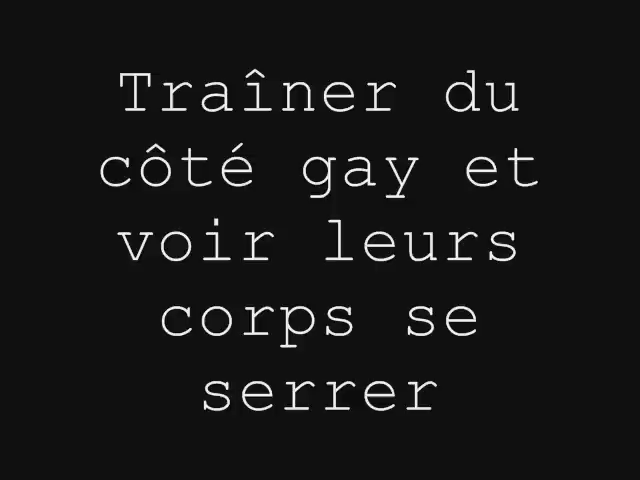 Traîner du
côté gay et
voir leurs
corps se
serrer